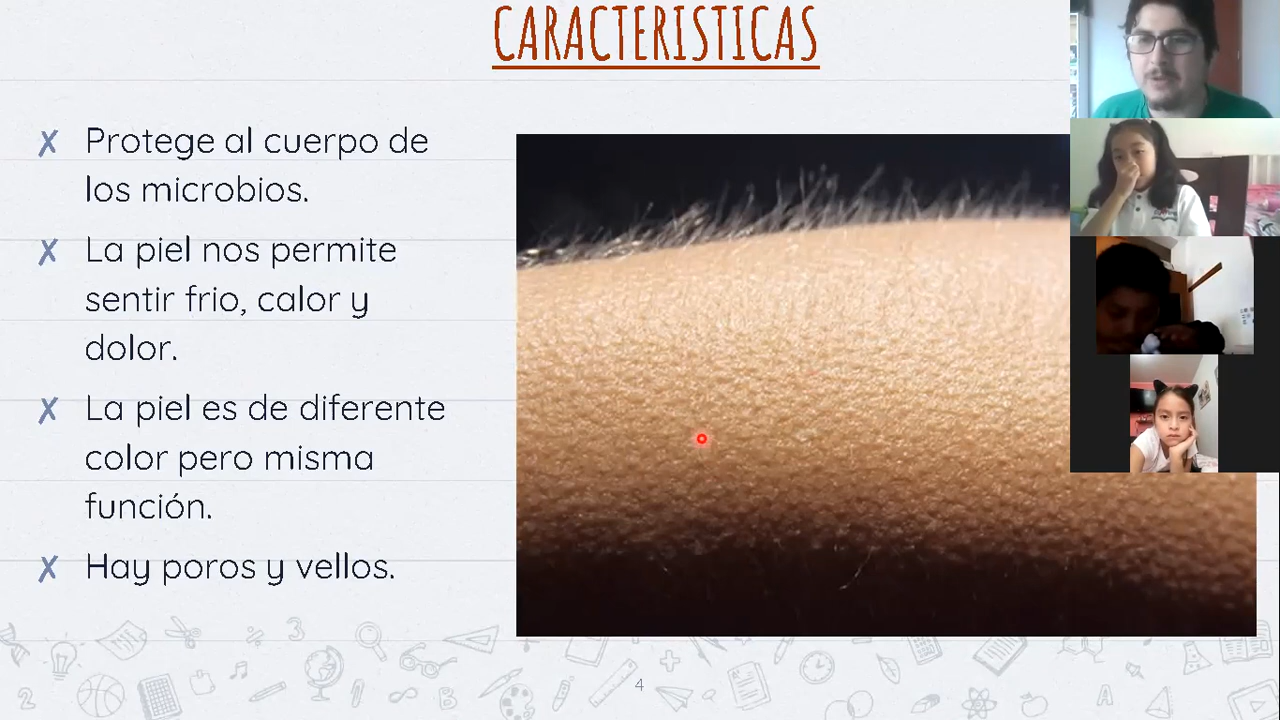 CARACTERISTICAS
✗ Protege al cuerpo de
los microbios.
✗ La piel nos permite
sentir frio, calor y
dolor.
✗ La piel es de diferente
color pero misma
función.
✗ Hay poros y vellos.
4